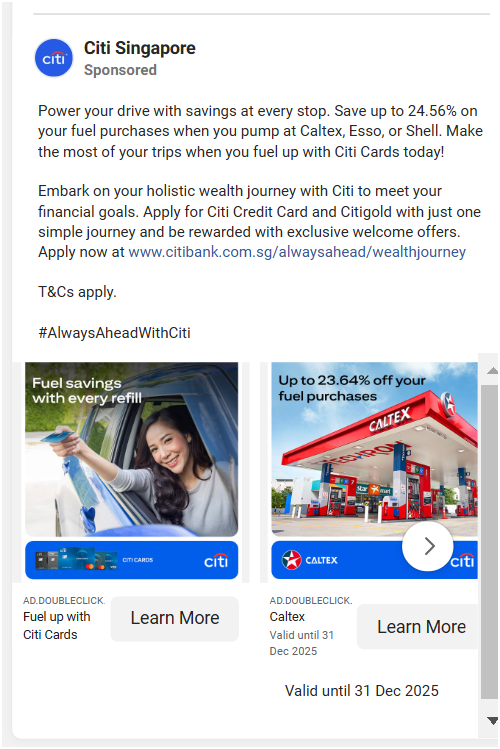 Citi Singapore
Sponsored
Power your drive with savings at every stop. Save up to 24.56% on
your fuel purchases when you pump at Caltex, Esso, or Shell. Make
the most of your trips when you fuel up with Citi Cards today!
Embark on your holistic wealth journey with Citi to meet your
financial goals. Apply for Citi Credit Card and Citigold with just one
simple journey and be rewarded with exclusive welcome offers.
Apply now at www.citibank.com.sg/alwaysahead/wealthjourney
T&Cs apply.
#AlwaysAheadWithCiti
Fuel savings
with every refill
CITI CARDS
citi
Up to 23.64% off your
fuel purchases
CALTEX
CALTEX
citi
AD.DOUBLECLICK.
Fuel up with
Citi Cards
Learn More
AD.DOUBLECLICK.
Caltex
Valid until 31
Dec 2025
Learn More
Valid until 31 Dec 2025